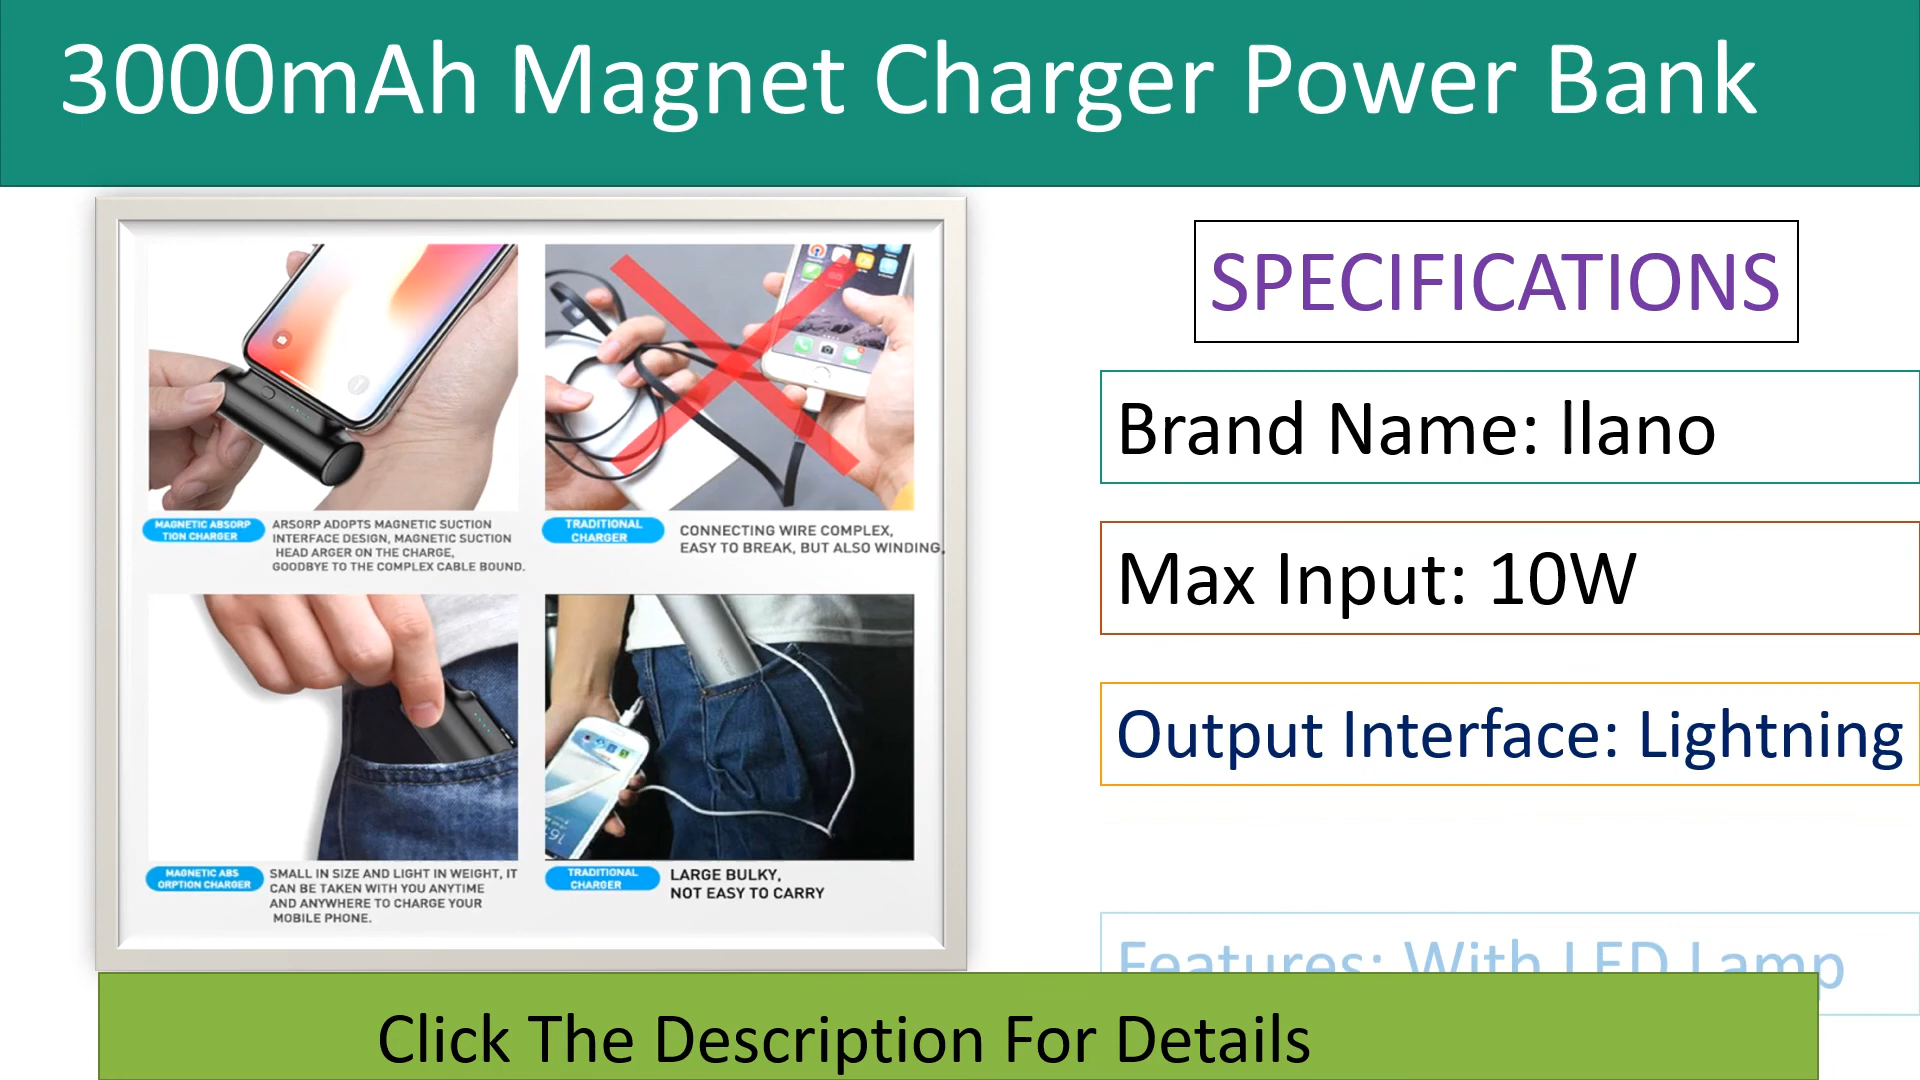 3000mAh Magnet Charger Power Bank
SPECIFICATIONS
Brand Name: llano
Max Input: 10W
Output Interface: Lightning
Features: With LED Lamp
MAGNETIC ABSORP
TION CHARGER
ARSORP ADOPTS MAGNETIC SUCTION
INTERFACE DESIGN, MAGNETIC SUCTION
HEAD ARGER ON THE CHARGE,
GOODBYE TO THE COMPLEX CABLE BOUND.
TRADITIONAL
CHARGER
CONNECTING WIRE COMPLEX,
EASY TO BREAK, BUT ALSO WINDING,
MAGNETIC ABS
ORPTION CHARGER
SMALL IN SIZE AND LIGHT IN WEIGHT, IT
CAN BE TAKEN WITH YOU ANYTIME
AND ANYWHERE TO CHARGE YOUR
MOBILE PHONE.
TRADITIONAL
CHARGER
LARGE BULKY,
NOT EASY TO CARRY
Click The Description For Details